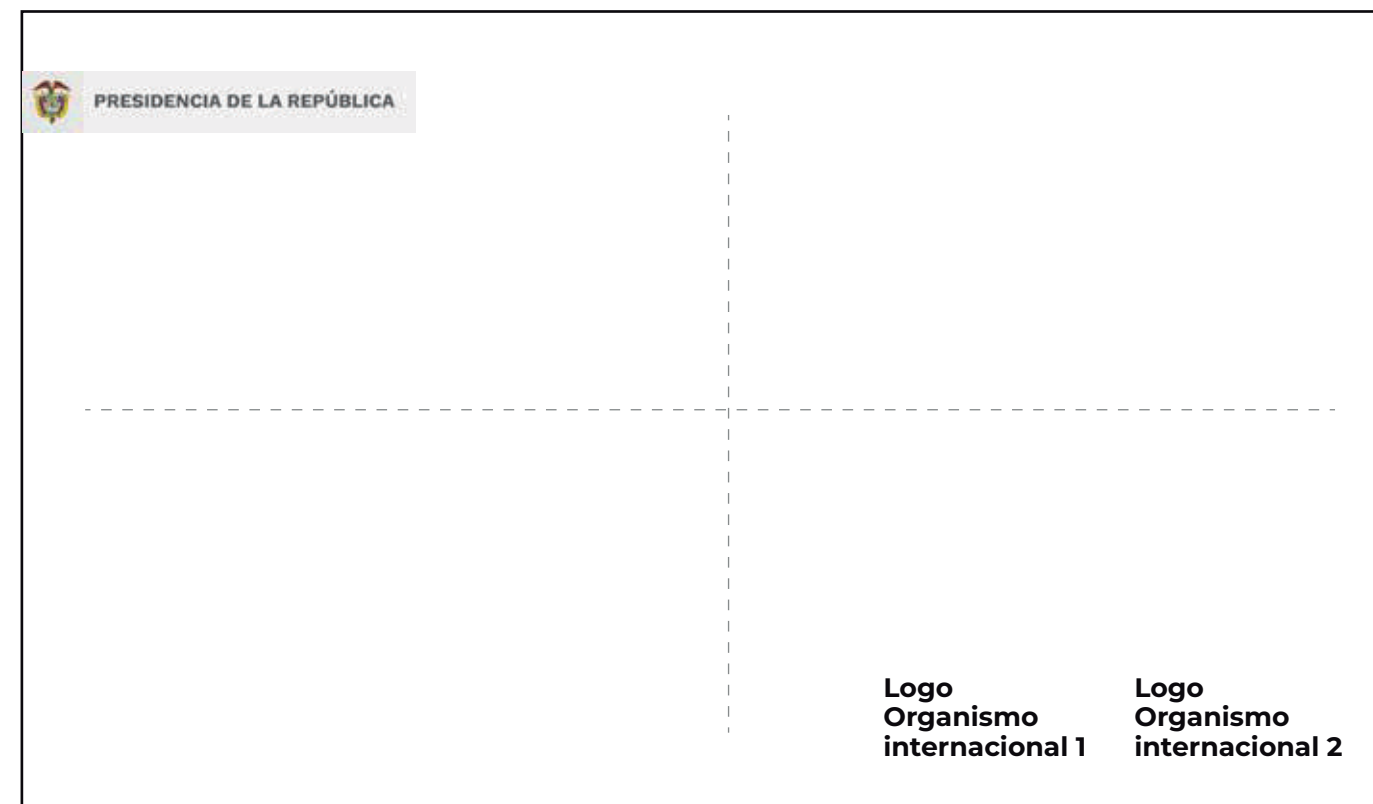 PRESIDENCIA DE LA REPÚBLICA
Logo
Organismo
internacional 1
Logo
Organismo
internacional 2